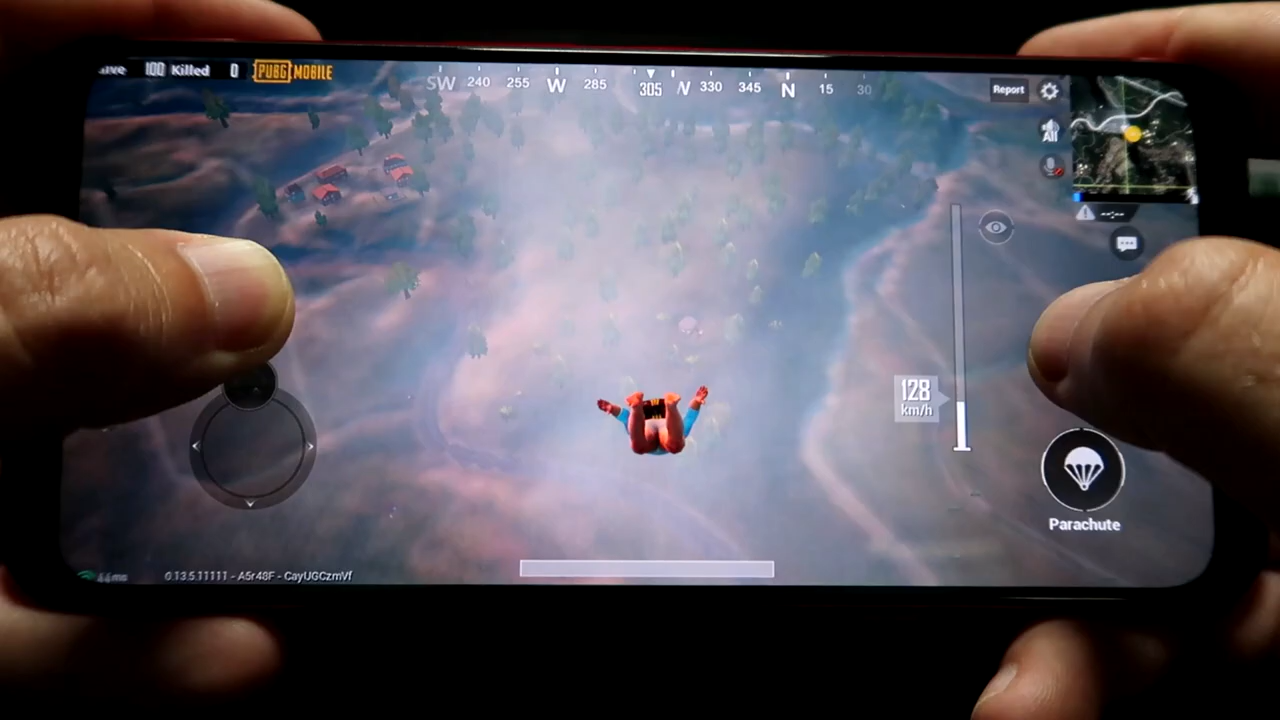 100 Killed 0 PUBG MOBILE
SW 240 255 W 285 305 330 345 N 15 30
Report
All
128
km/h
Parachute
44ms 0.13.5.11111 - A5r48F - CayUGCzmVf